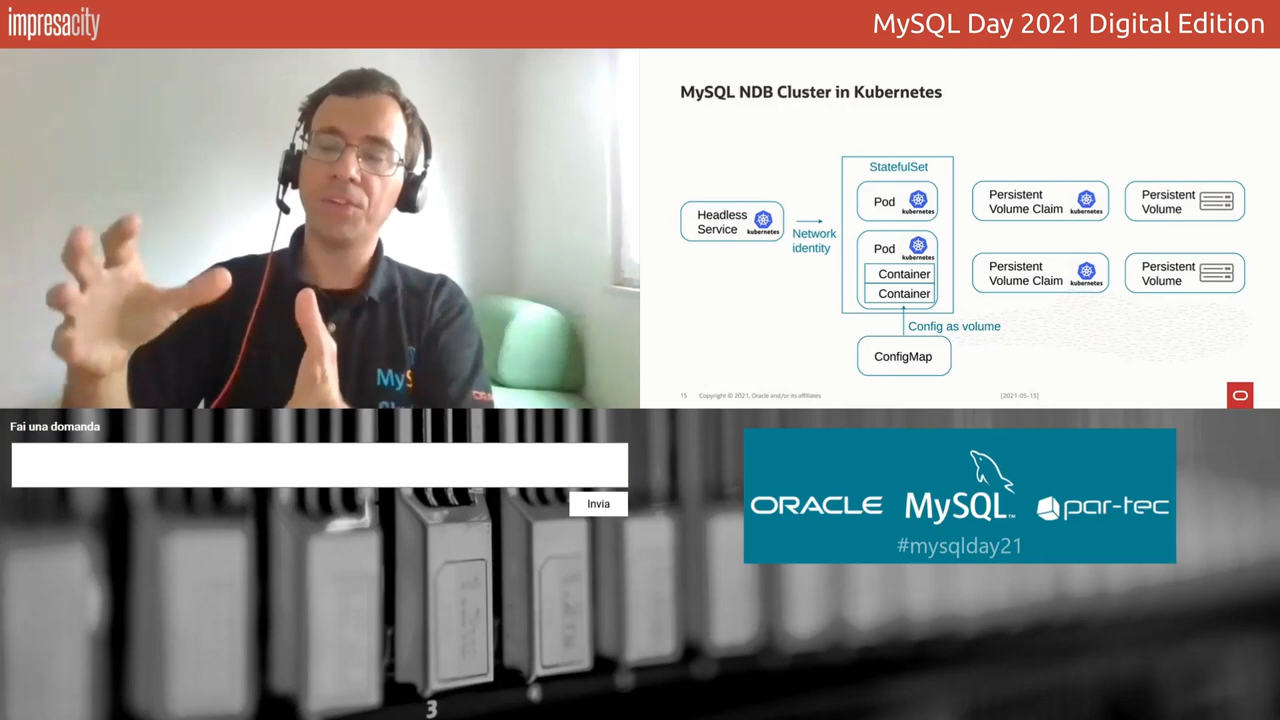 impresacity
MySQL Day 2021 Digital Edition
MySQL NDB Cluster in Kubernetes
StatefulSet
Headless
Service
kubernetes
Network
identity
Pod
kubernetes
Pod
kubernetes
Container
Container
Config as volume
ConfigMap
Persistent
Volume Claim
kubernetes
Persistent
Volume
Persistent
Volume Claim
kubernetes
Persistent
Volume
15 Copyright © 2021, Oracle and/or its affiliates [2021-05-13]
Fai una domanda
Invia
ORACLE
MySQL™
par-tec
#mysqlday21
3
4